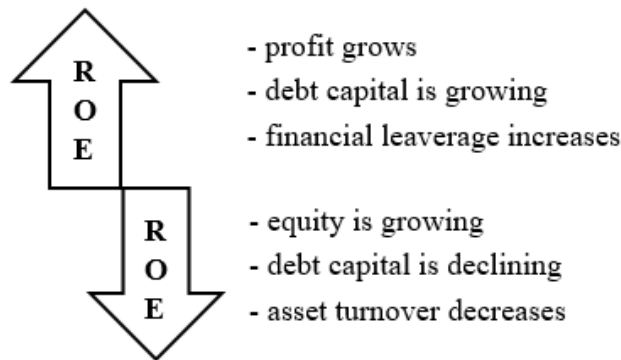 R
O
E
- profit grows
- debt capital is growing
- financial leaverage increases
R
O
E
- equity is growing
- debt capital is declining
- asset turnover decreases